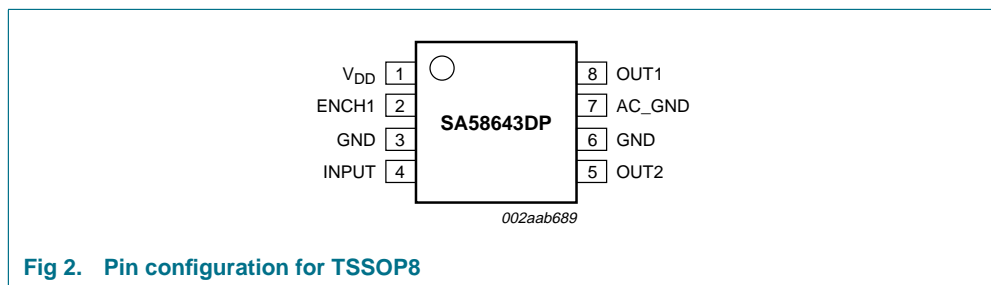 VDD 1 8 OUT1
ENCH1 2 7 AC_GND
SA58643DP
GND 3 6 GND
INPUT 4 5 OUT2
002aab689
Fig 2. Pin configuration for TSSOP8